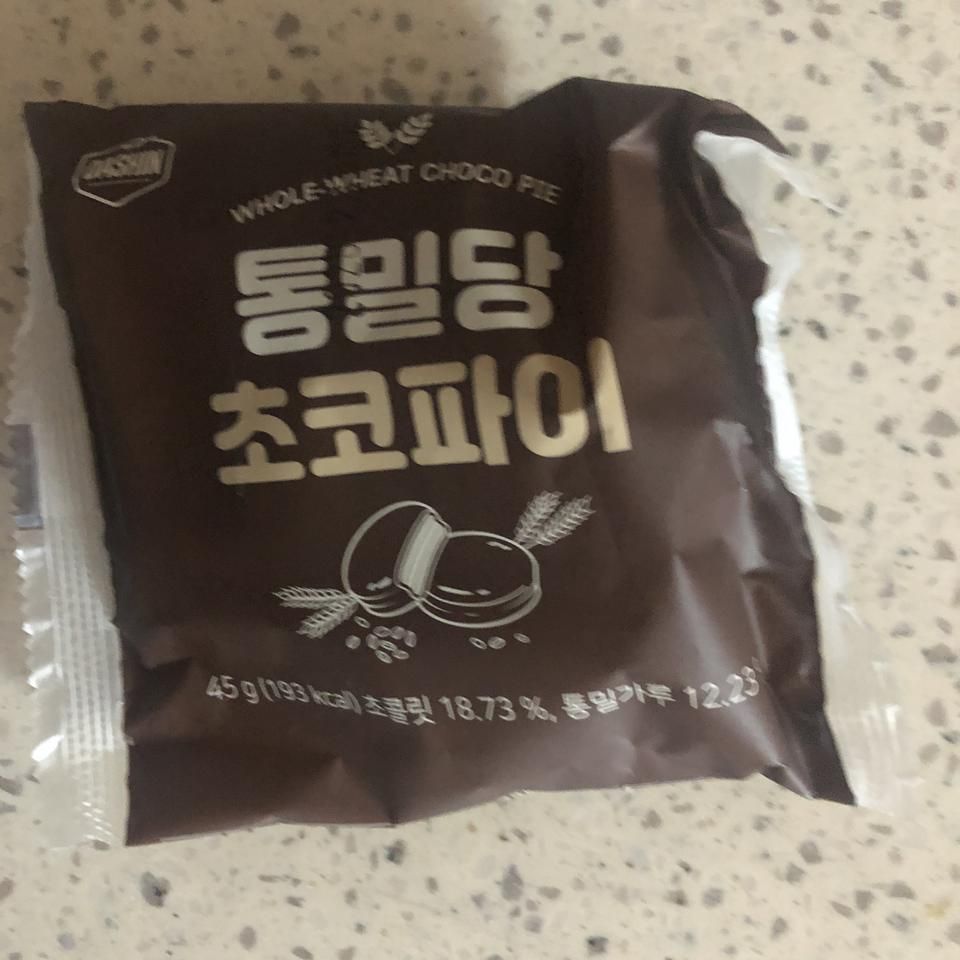 DASHIN
WHOLE-WHEAT CHOCO PIE
통밀당
초코파이
45 g (193 kcal) 초콜릿 18.73 %, 통밀가루 12.23